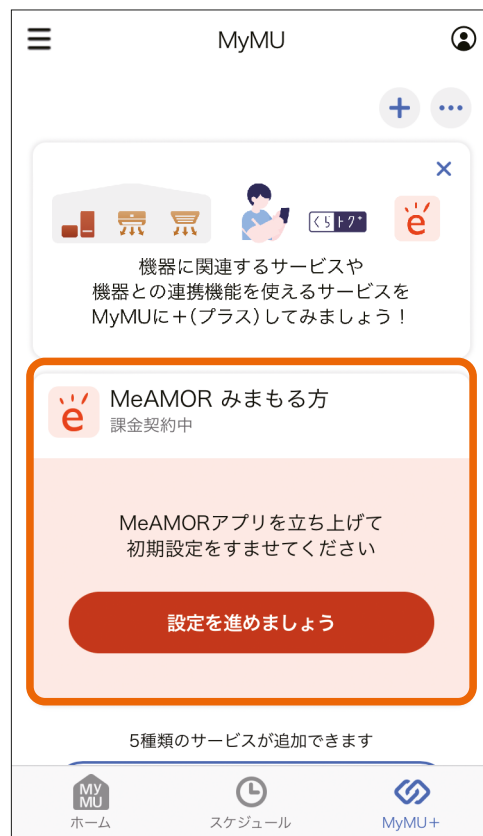 MyMU
くらトク⁺
e
機器に関連するサービスや
機器との連携機能を使えるサービスを
MyMUに＋(プラス)してみましょう！
e
MeAMOR みまもる方
課金契約中
MeAMORアプリを立ち上げて
初期設定をすませてください
設定を進めましょう
5種類のサービスが追加できます
MY
MU
ホーム
スケジュール
MyMU＋